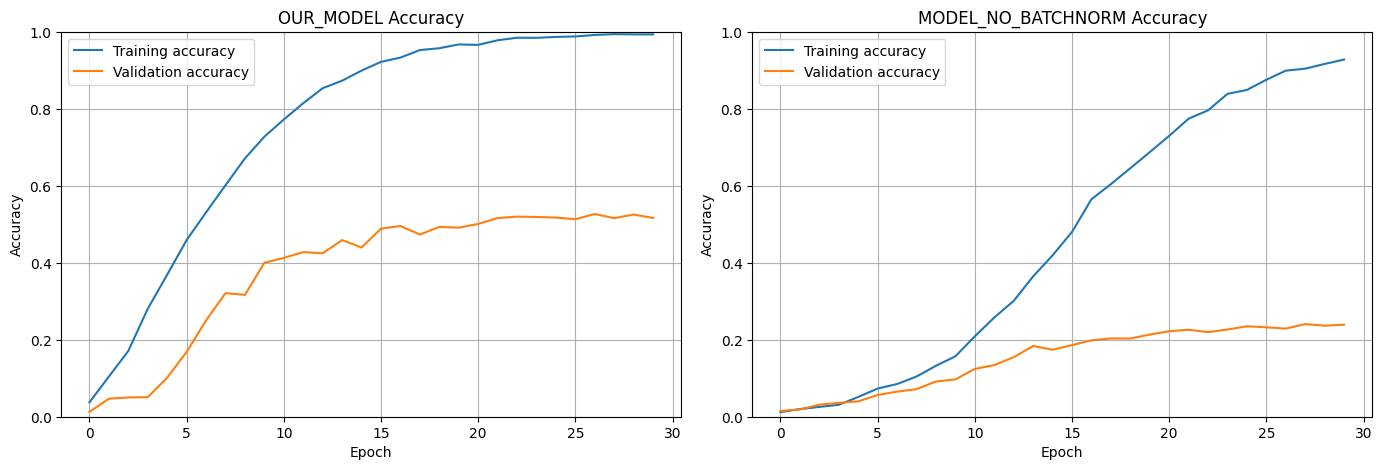 OUR_MODEL Accuracy
Training accuracy
Validation accuracy
1.0
0.8
0.6
0.4
0.2
0.0
Accuracy
0 5 10 15 20 25 30
Epoch
MODEL_NO_BATCHNORM Accuracy
Training accuracy
Validation accuracy
1.0
0.8
0.6
0.4
0.2
0.0
Accuracy
0 5 10 15 20 25 30
Epoch